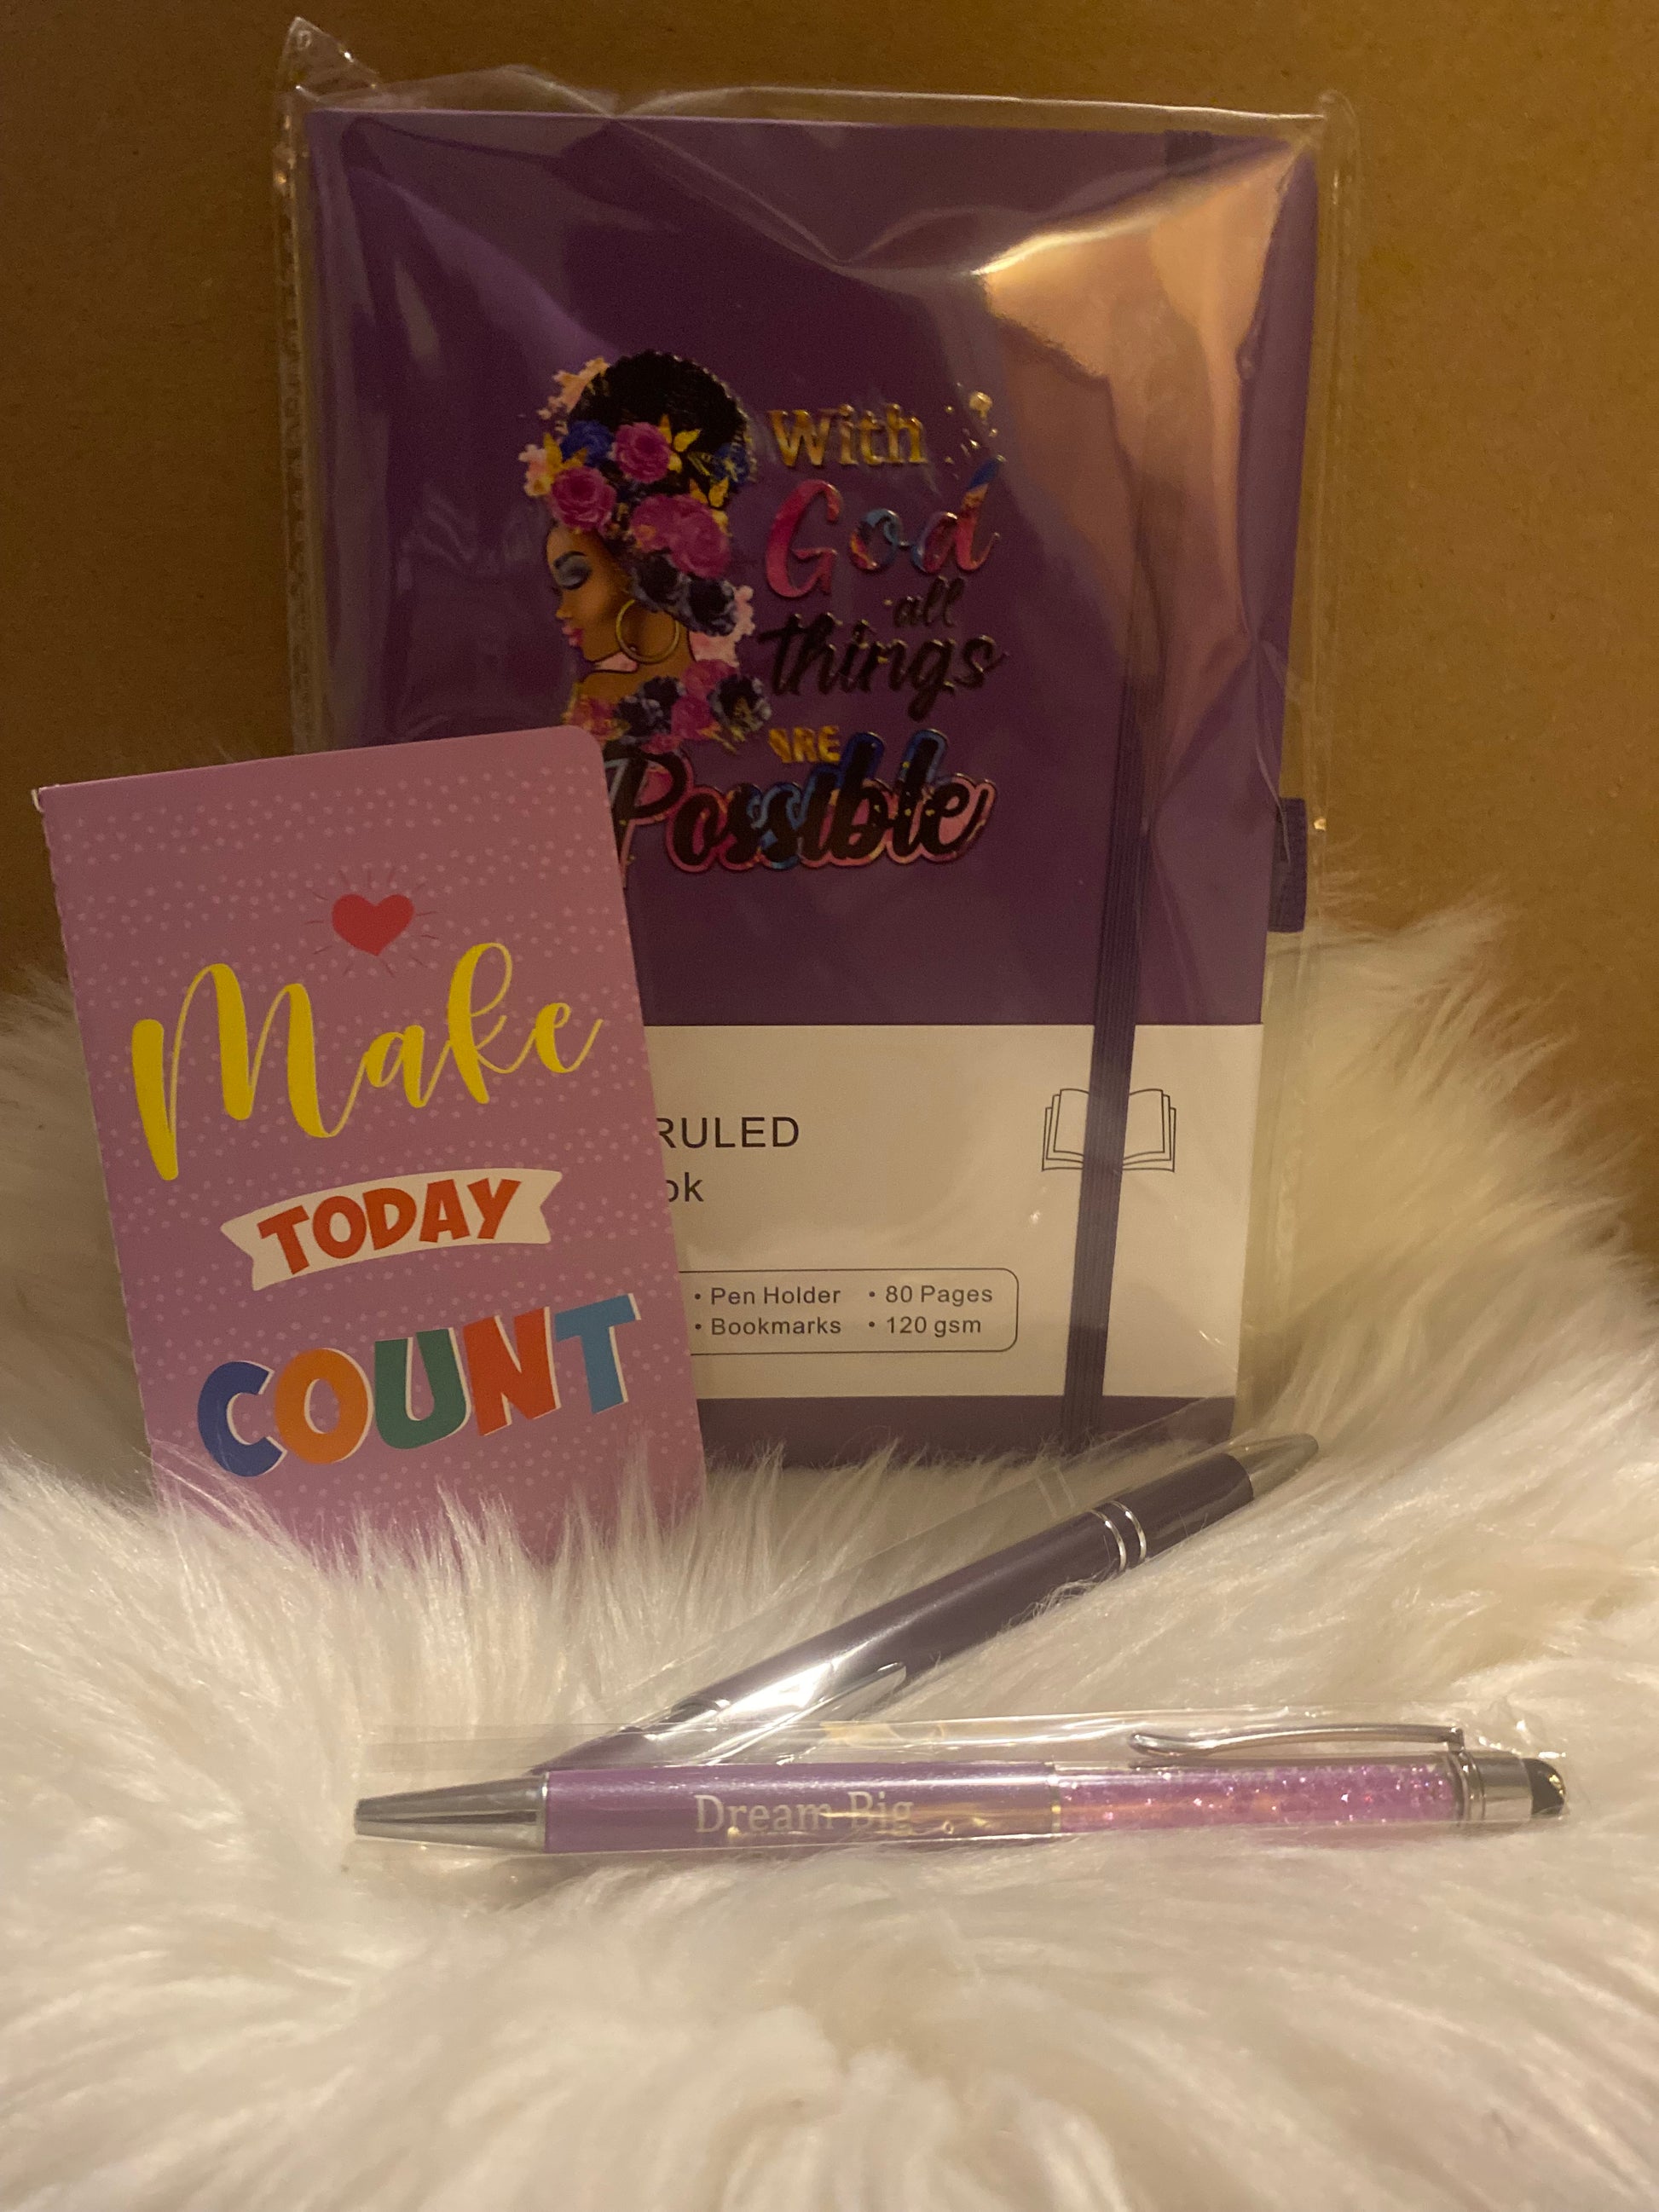 With
God
all
things
ARE
Possible
Make
TODAY
COUNT
RULED
ok
• Pen Holder • 80 Pages
• Bookmarks • 120 gsm
Dream Big